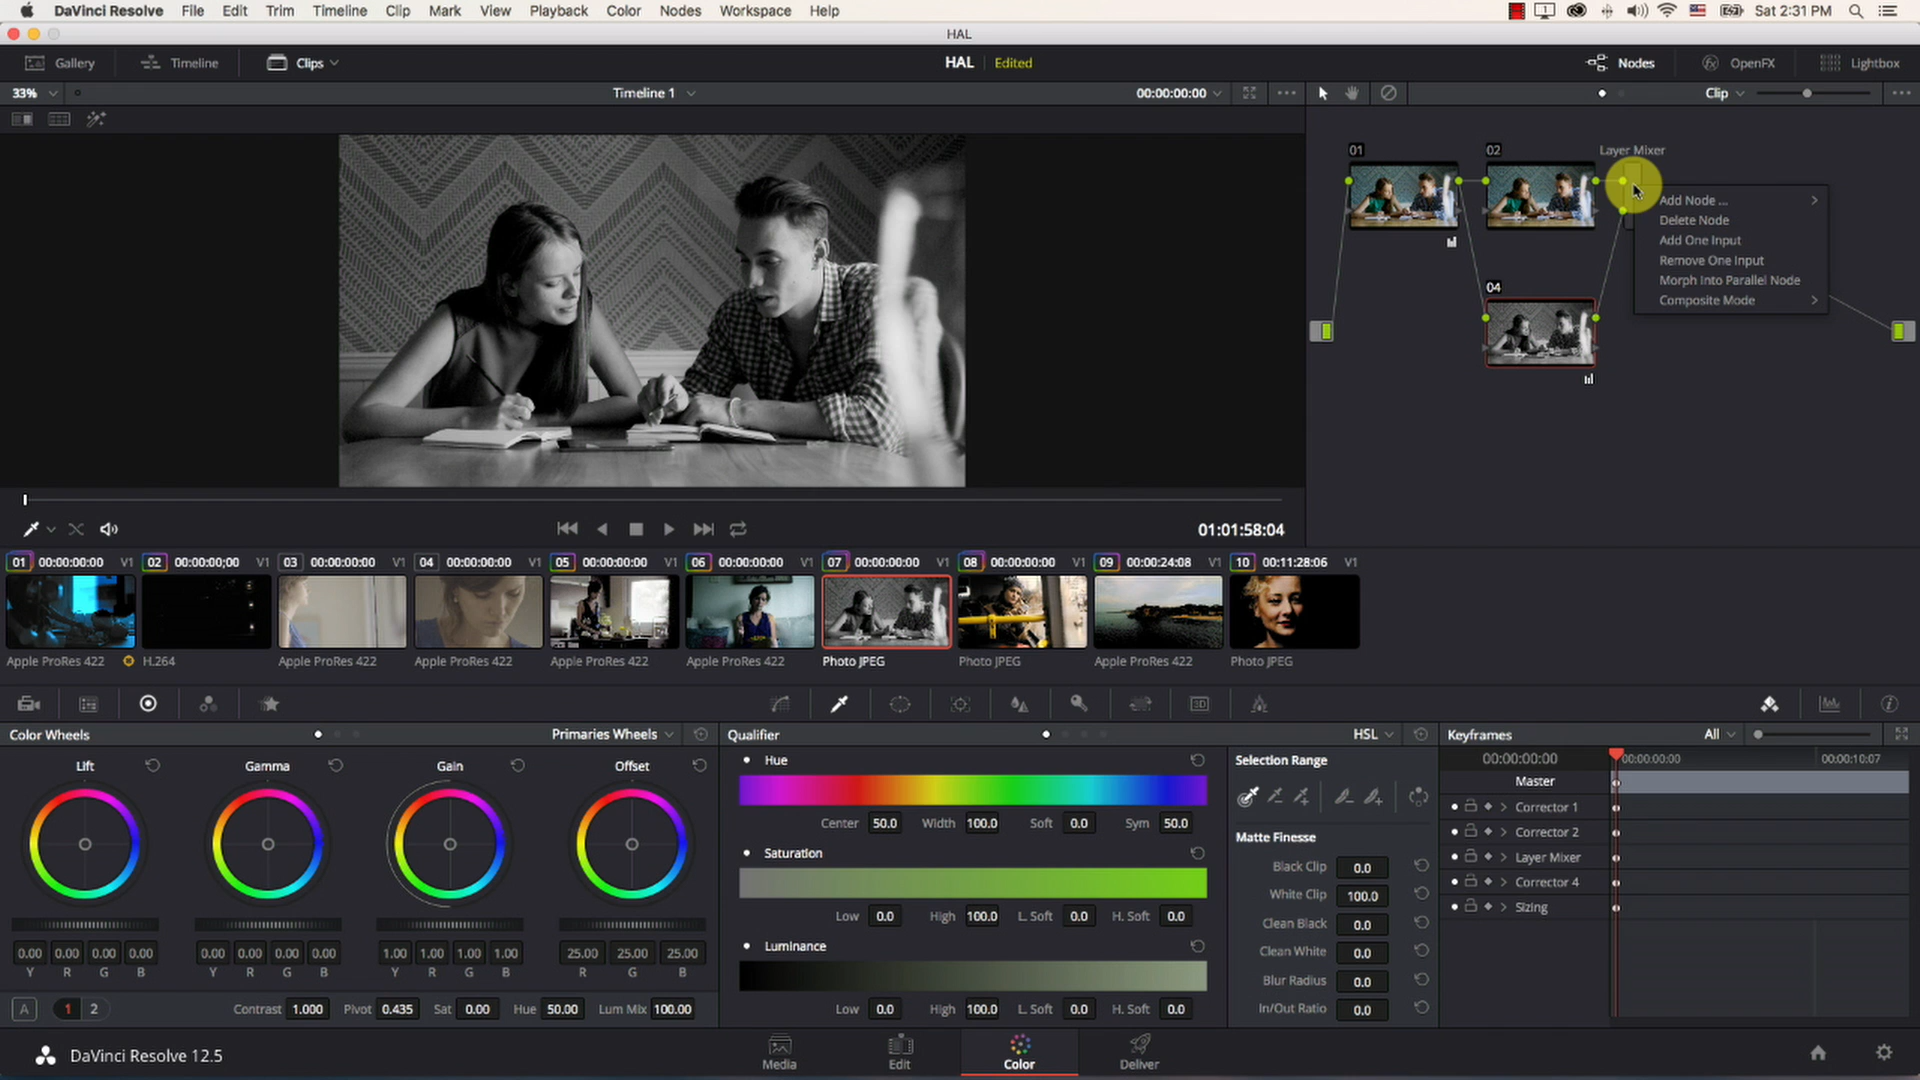 DaVinci Resolve File Edit Trim Timeline Clip Mark View Playback Color Nodes Workspace Help Sat 2:31 PM
HAL
Gallery Timeline Clips HAL Edited Nodes OpenFX Lightbox
33% Timeline 1 00:00:00:00 Clip
01 02 Layer Mixer
Add Node ...
Delete Node
Add One Input
Remove One Input
Morph Into Parallel Node
Composite Mode
04
01:01:58:04
01 00:00:00:00 V1 02 00:00:00;00 V1 03 00:00:00:00 V1 04 00:00:00:00 V1 05 00:00:00:00 V1 06 00:00:00:00 V1 07 00:00:00:00 V1 08 00:00:00:00 V1 09 00:00:24:08 V1 10 00:11:28:06 V1
Apple ProRes 422 H.264 Apple ProRes 422 Apple ProRes 422 Apple ProRes 422 Apple ProRes 422 Photo JPEG Photo JPEG Apple ProRes 422 Photo JPEG
3D
Color Wheels Primaries Wheels
Lift Gamma Gain Offset
0.00 0.00 0.00 0.00 0.00 0.00 0.00 0.00 1.00 1.00 1.00 1.00 25.00 25.00 25.00
Y R G B Y R G B Y R G B R G B
A 1 2 Contrast 1.000 Pivot 0.435 Sat 0.00 Hue 50.00 Lum Mix 100.00
Qualifier HSL
Hue
Center 50.0 Width 100.0 Soft 0.0 Sym 50.0
Saturation
Low 0.0 High 100.0 L. Soft 0.0 H. Soft 0.0
Luminance
Low 0.0 High 100.0 L. Soft 0.0 H. Soft 0.0
Selection Range
Matte Finesse
Black Clip 0.0
White Clip 100.0
Clean Black 0.0
Clean White 0.0
Blur Radius 0.0
In/Out Ratio 0.0
Keyframes All
00:00:00:00 00:00:00:00 00:00:10:07
Master
Corrector 1
Corrector 2
Layer Mixer
Corrector 4
Sizing
DaVinci Resolve 12.5 Media Edit Color Deliver